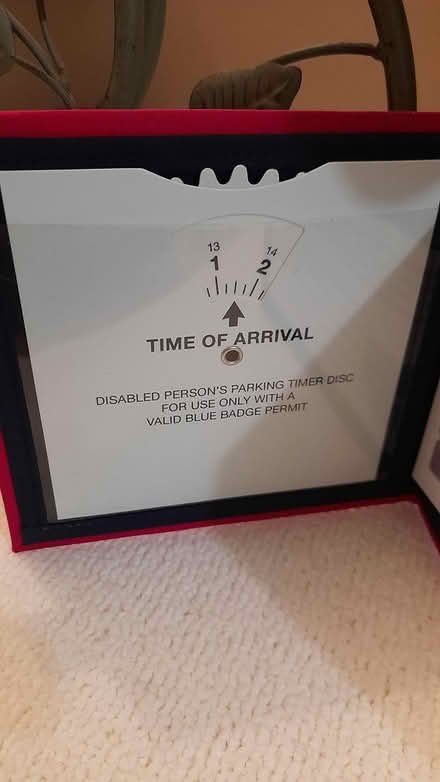 13 14
1 2
TIME OF ARRIVAL
DISABLED PERSON'S PARKING TIMER DISC
FOR USE ONLY WITH A
VALID BLUE BADGE PERMIT